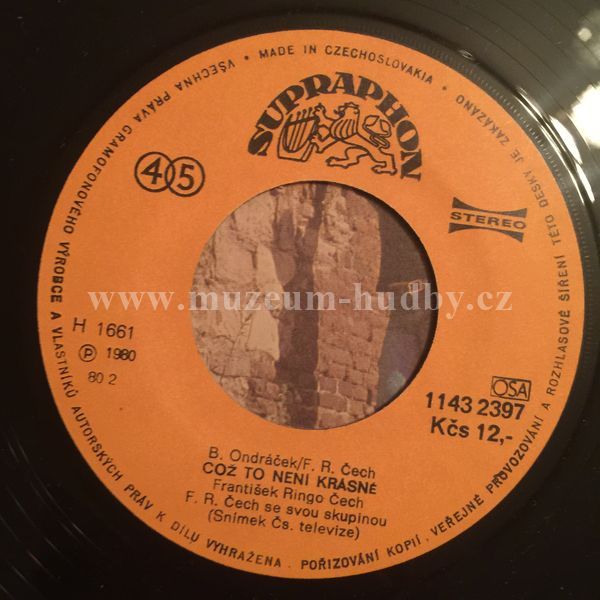 VŠECHNA PRÁVA GRAMOFONOVÉHO VÝROBCE A VLASTNÍKŮ AUTORSKÝCH PRÁV K DÍLU VYHRAŽENA. POŘIZOVÁNÍ KOPIÍ, VEŘEJNÉ PROVOZOVÁNÍ A ROZHLASOVÉ ŠÍŘENÍ TÉTO DESKY JE ZAKÁZÁNO
• MADE IN CZECHOSLOVAKIA •
SUPRAPHON
45
STEREO
www.muzeum-hudby.cz
H 1661
Ⓟ 1980
80 2
OSA
1143 2397
Kčs 12,-
B. Ondráček/F. R. Čech
COŽ TO NENÍ KRÁSNÉ
František Ringo Čech
F. R. Čech se svou skupinou
(Snímek Čs. televize)